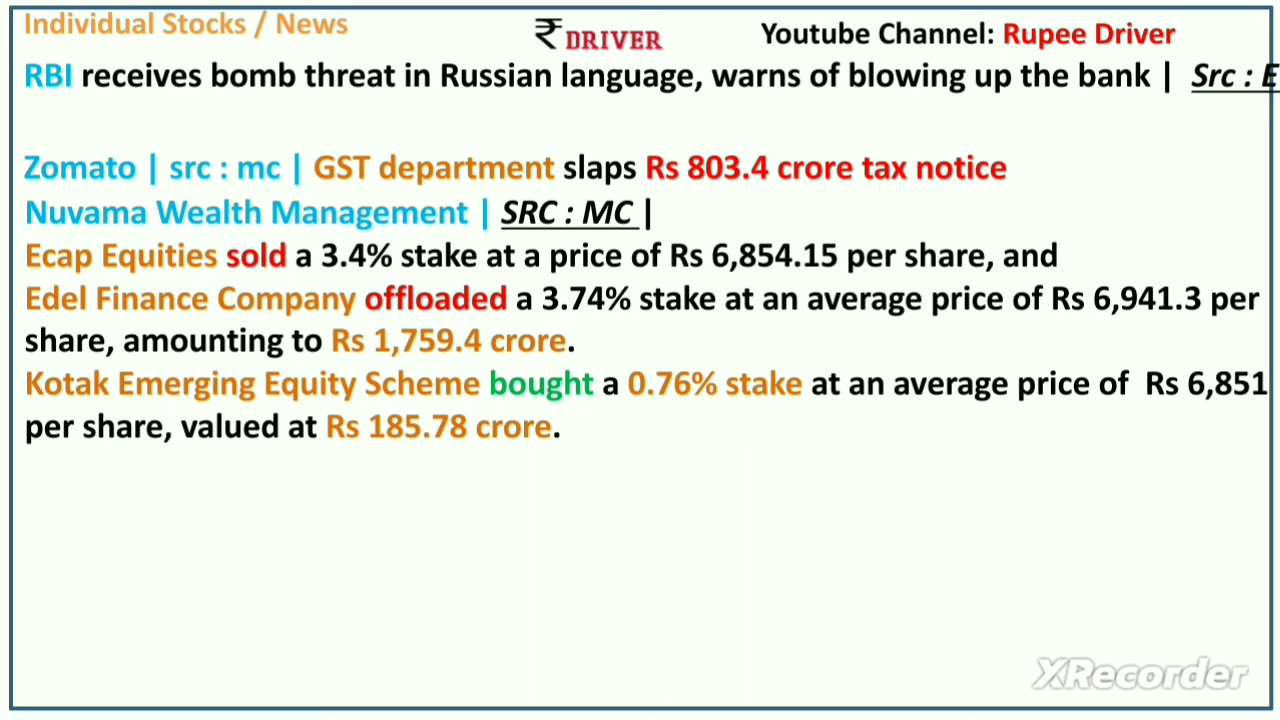 Individual Stocks / News
₹ DRIVER
Youtube Channel: Rupee Driver
RBI receives bomb threat in Russian language, warns of blowing up the bank | Src : E
Zomato | src : mc | GST department slaps Rs 803.4 crore tax notice
Nuvama Wealth Management | SRC : MC |
Ecap Equities sold a 3.4% stake at a price of Rs 6,854.15 per share, and
Edel Finance Company offloaded a 3.74% stake at an average price of Rs 6,941.3 per
share, amounting to Rs 1,759.4 crore.
Kotak Emerging Equity Scheme bought a 0.76% stake at an average price of Rs 6,851
per share, valued at Rs 185.78 crore.
XRecorder